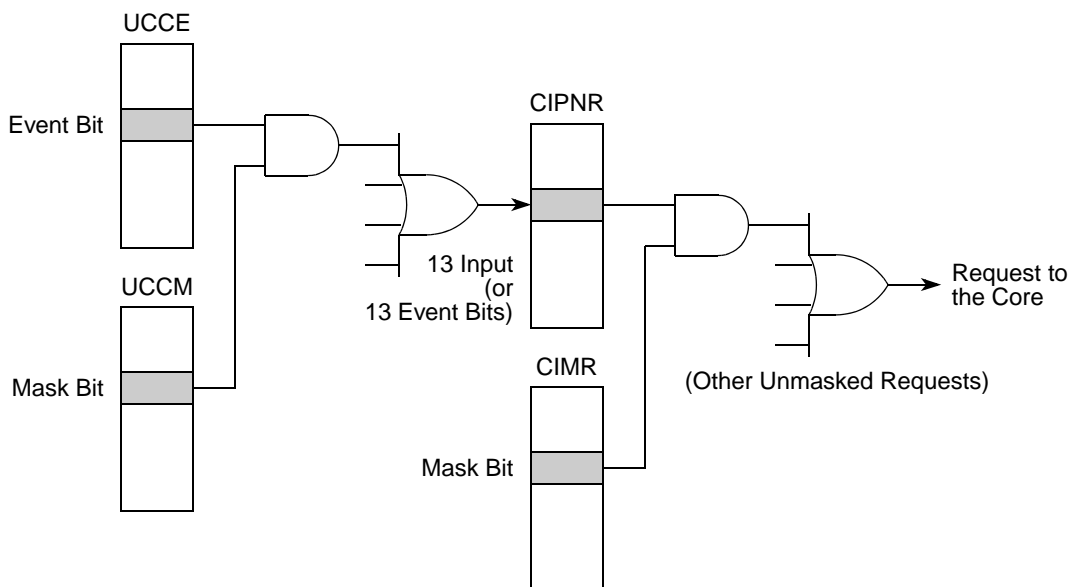 UCCE
Event Bit
UCCM
Mask Bit
13 Input
(or
13 Event Bits)
CIPNR
CIMR
Mask Bit
Request to
the Core
(Other Unmasked Requests)